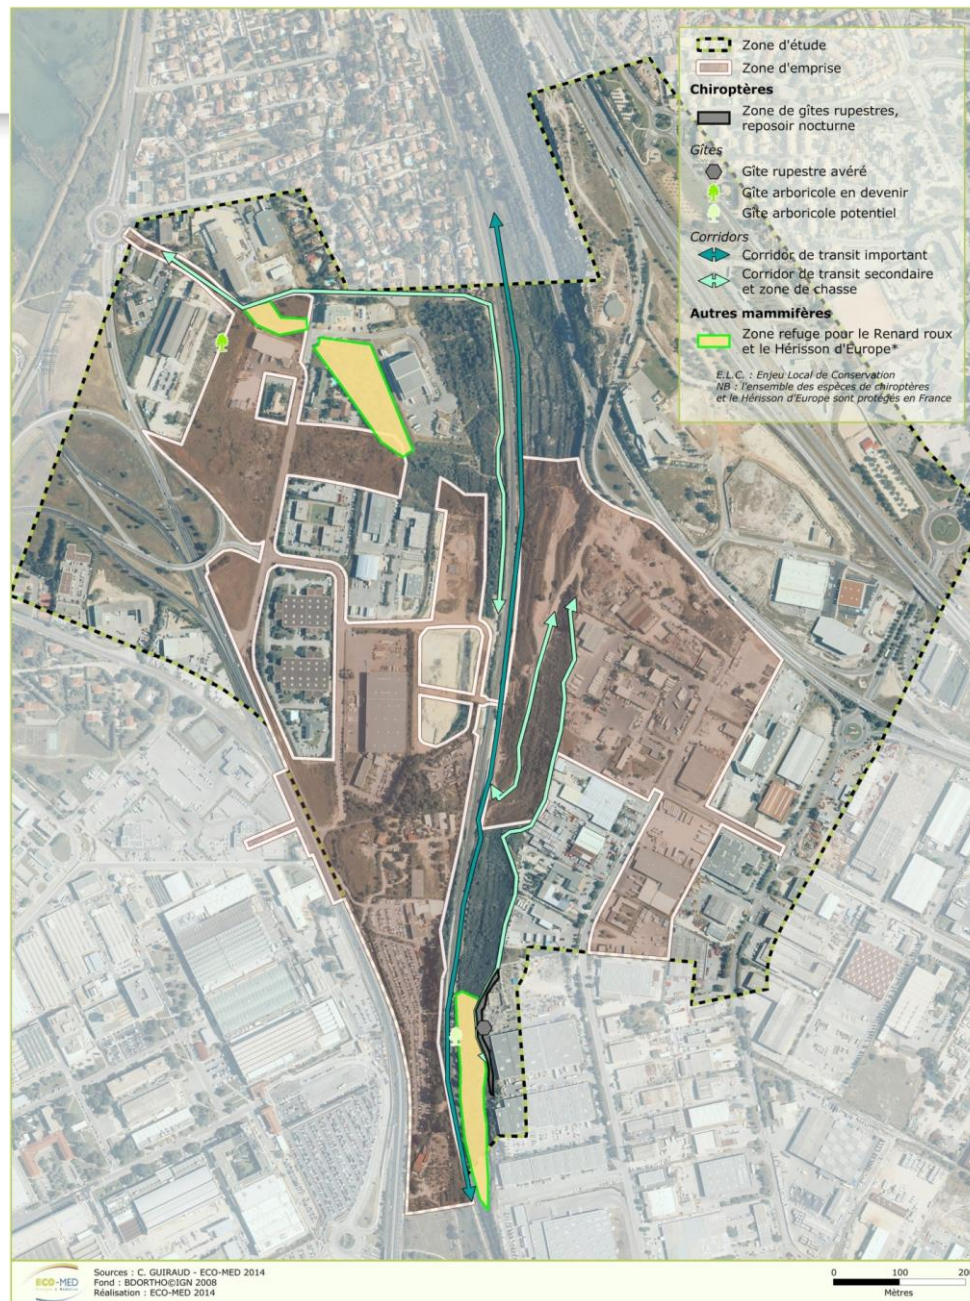 Zone d'étude
Zone d'emprise
Chiroptères
Zone de gîtes rupestres,
reposoir nocturne
Gîtes
Gîte rupestre avéré
Gîte arboricole en devenir
Gîte arboricole potentiel
Corridors
Corridor de transit important
Corridor de transit secondaire
et zone de chasse
Autres mammifères
Zone refuge pour le Renard roux
et le Hérisson d'Europe*
E.L.C. : Enjeu Local de Conservation
NB : l'ensemble des espèces de chiroptères
et le Hérisson d'Europe sont protégés en France
ECO-MED
Sources : C. GUIRAUD - ECO-MED 2014
Fond : BDORTHO©IGN 2008
Réalisation : ECO-MED 2014
0 100 200
Mètres